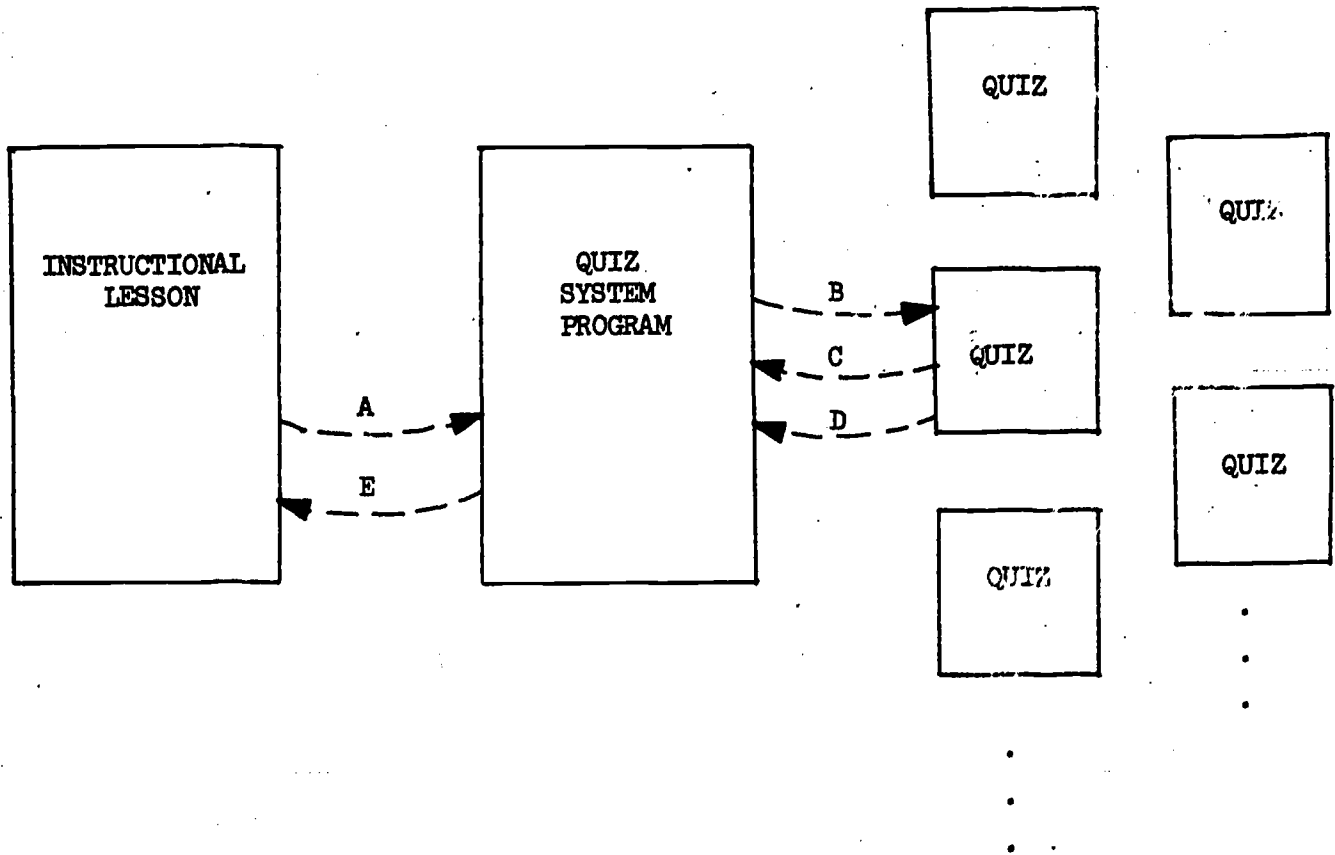 QUIZ
QUIZ
INSTRUCTIONAL
LESSON
QUIZ
SYSTEM
PROGRAM
B
QUIZ
C
A
D
E
QUIZ
QUIZ